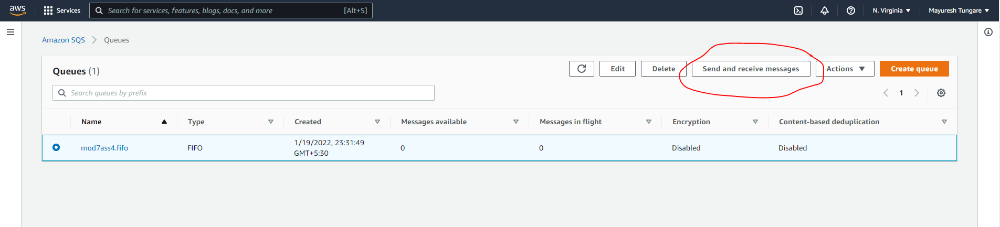 aws Services Search for services, features, blogs, docs, and more [Alt+S] N. Virginia Mayuresh Tungare
Amazon SQS Queues
Queues (1) Edit Delete Send and receive messages Actions Create queue
Search queues by prefix 1
Name Type Created Messages available Messages in flight Encryption Content-based deduplication
mod7ass4.fifo FIFO 1/19/2022, 23:31:49 0 0 Disabled Disabled
GMT+5:30